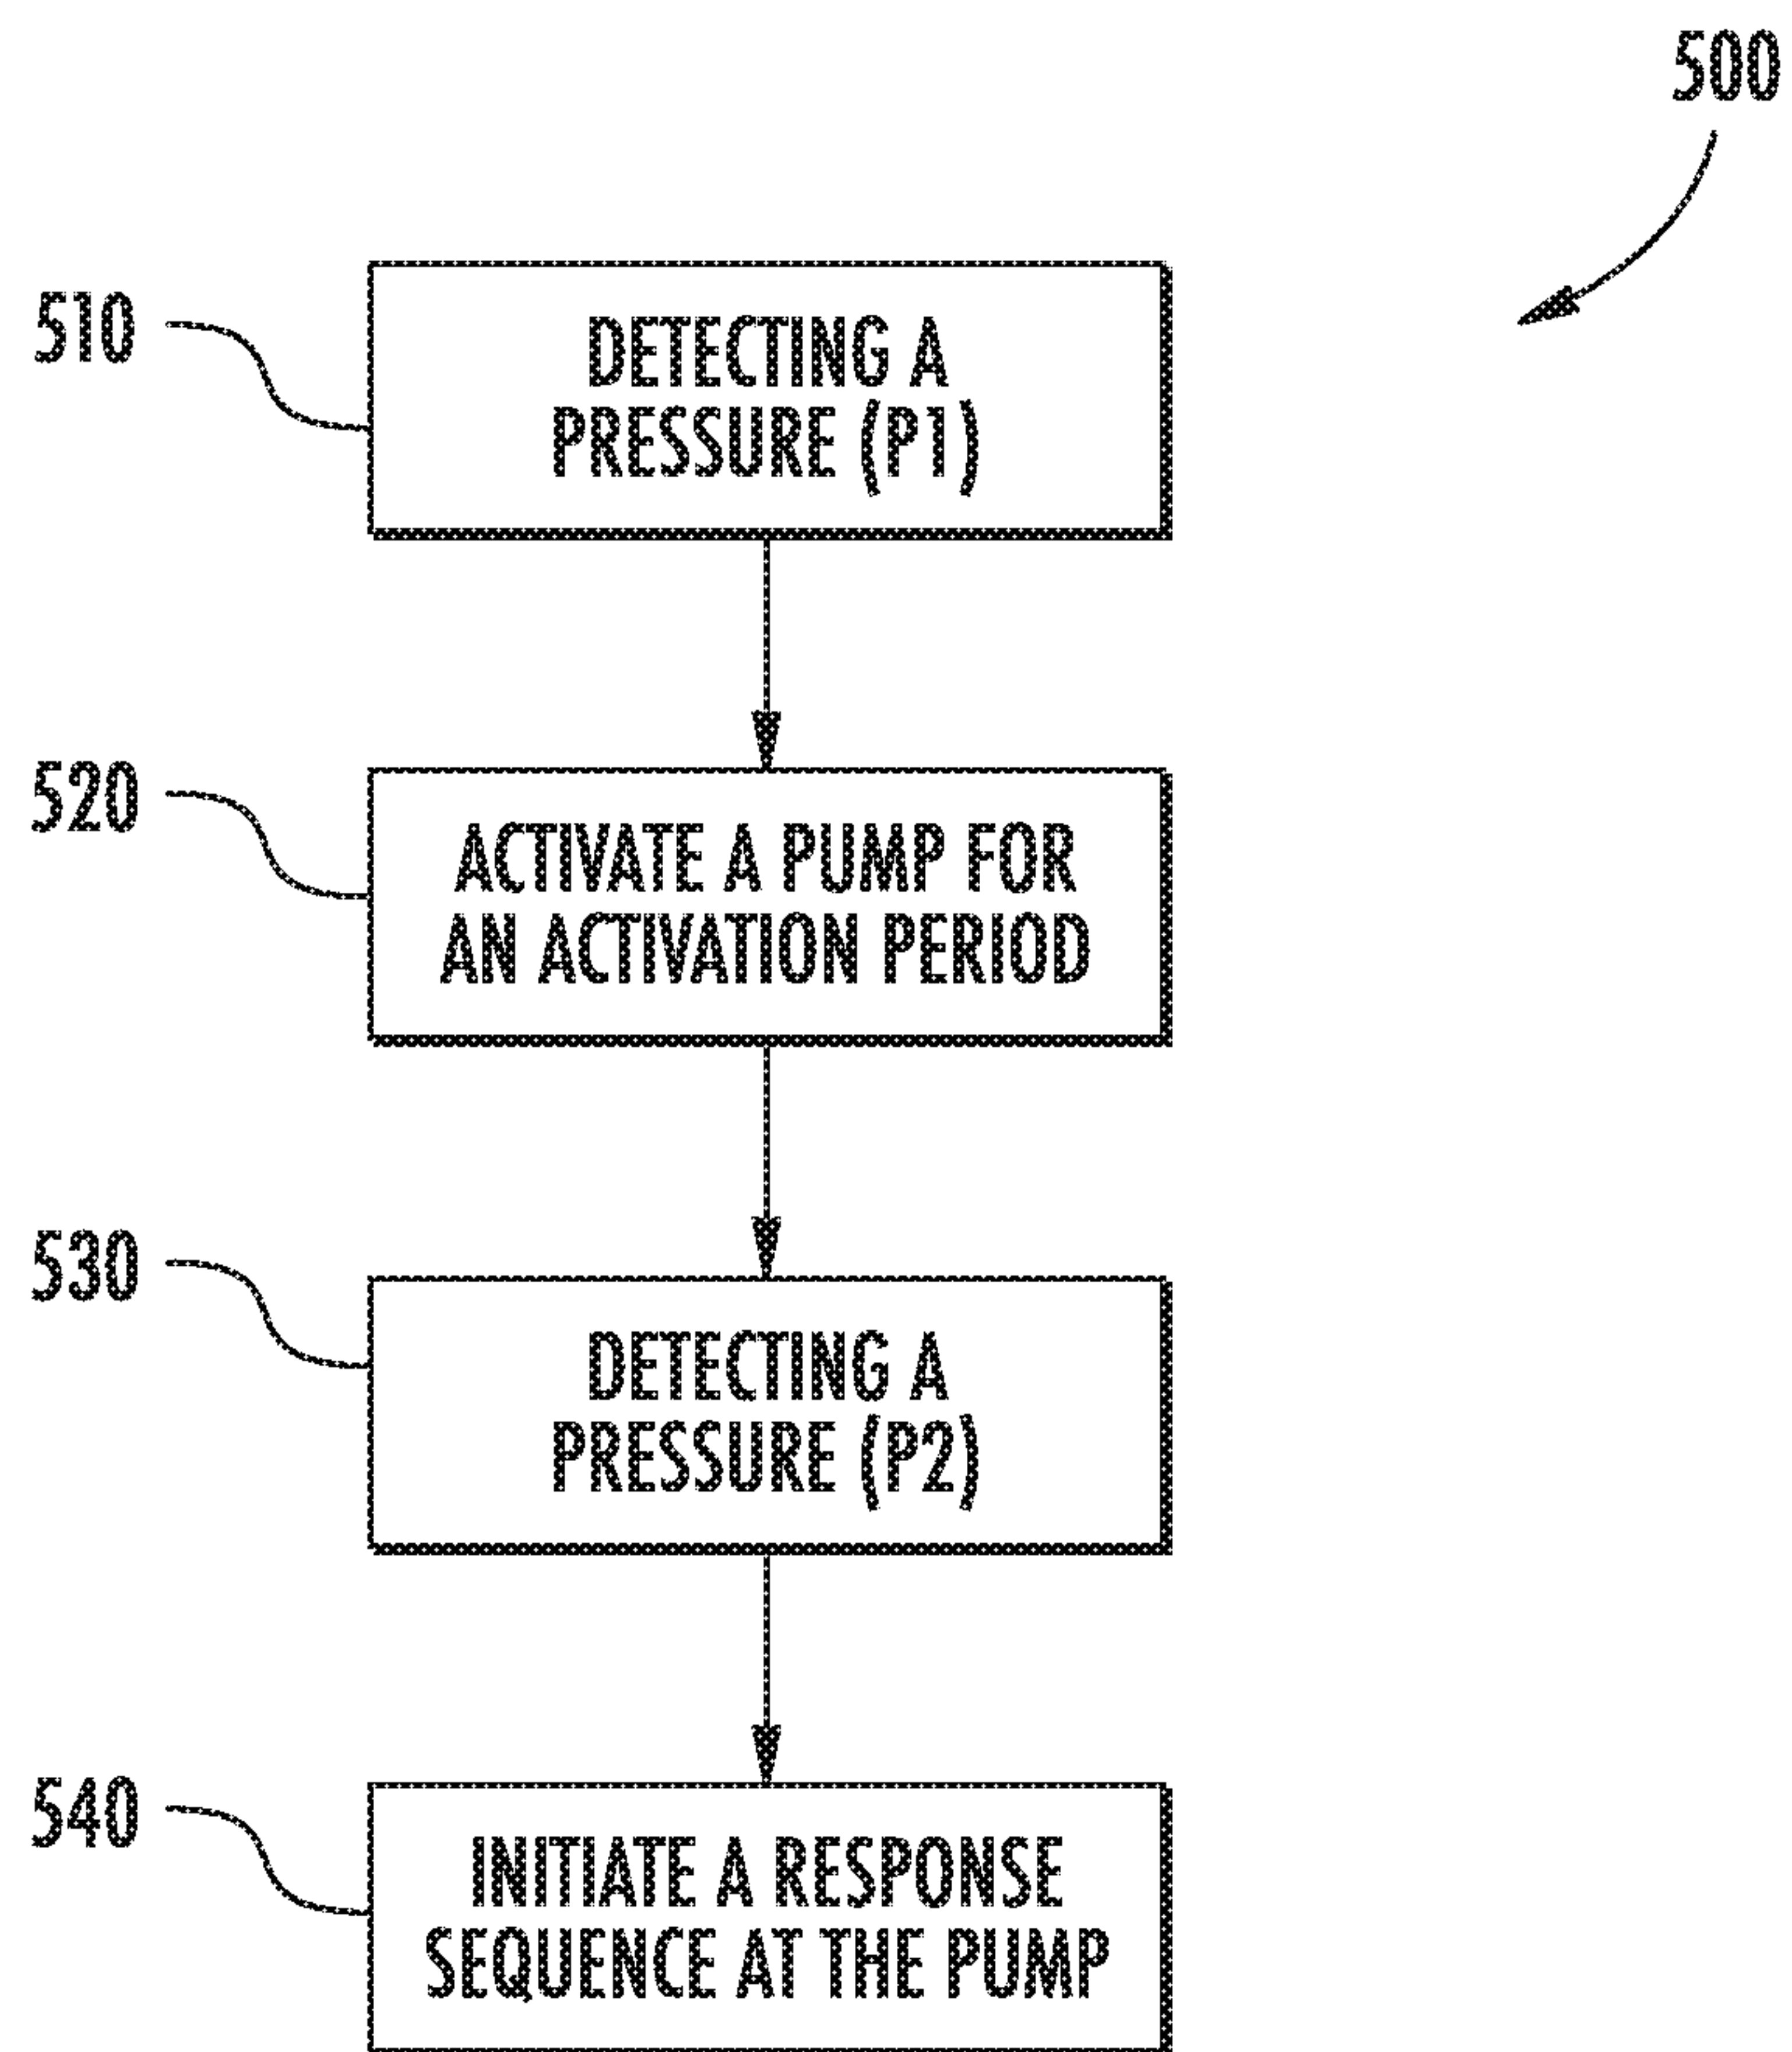 500
510
DETECTING A
PRESSURE (P1)
520
ACTIVATE A PUMP FOR
AN ACTIVATION PERIOD
530
DETECTING A
PRESSURE (P2)
540
INITIATE A RESPONSE
SEQUENCE AT THE PUMP